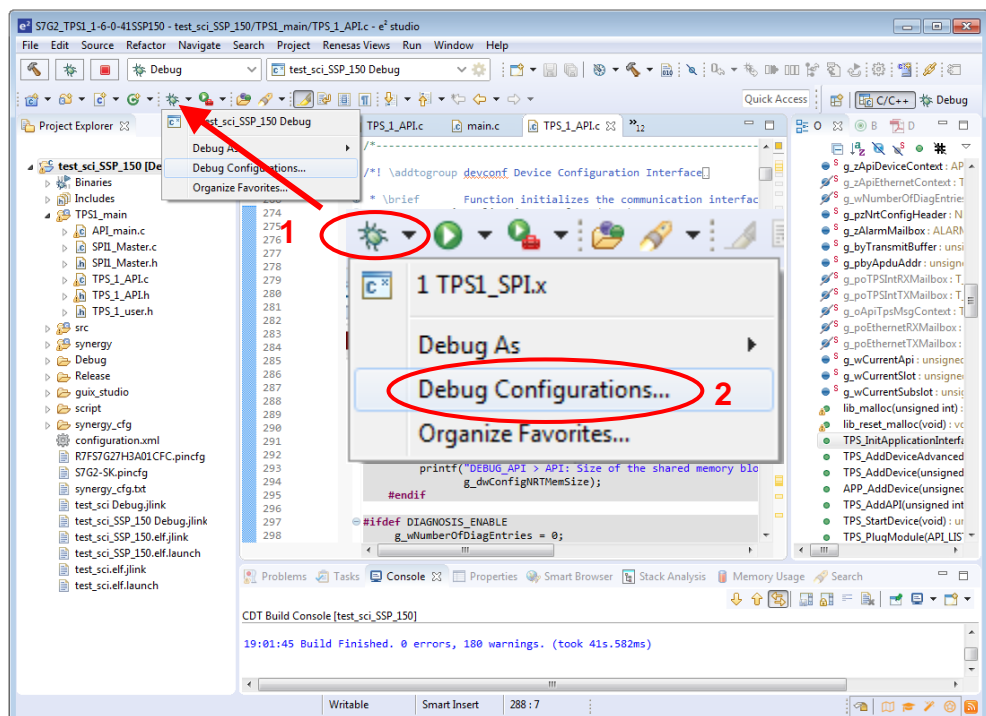 S7G2_TPS1_1-6-0-41SSP150 - test_sci_SSP_150/TPS1_main/TPS_1_API.c - e² studio
File Edit Source Refactor Navigate Search Project Renesas Views Run Window Help
Debug
test_sci_SSP_150 Debug
Quick Access
C/C++
Debug
Project Explorer
test_sci_SSP_150 [De
Binaries
Includes
TPS1_main
API_main.c
SPI1_Master.c
SPI1_Master.h
TPS_1_API.c
TPS_1_API.h
TPS_1_user.h
src
synergy
Debug
Release
guix_studio
script
synergy_cfg
configuration.xml
R7FS7G27H3A01CFC.pincfg
S7G2-SK.pincfg
synergy_cfg.txt
test_sci Debug.jlink
test_sci_SSP_150 Debug.jlink
test_sci_SSP_150.elf.jlink
test_sci_SSP_150.elf.launch
test_sci.elf.jlink
test_sci.elf.launch
_sci_SSP_150 Debug
Debug As
Debug Configurations...
Organize Favorites...
TPS_1_API.c
main.c
TPS_1_API.c
»12
/*-----------------------------------------------------
/*! \addtogroup devconf Device Configuration Interface
* \brief Function initializes the communication interfac
274
275
276
277
278
279
280
281
282
283
284
285
286
287
288
289
290
291
292
293 printf("DEBUG_API > API: Size of the shared memory blo
294 g_dwConfigNRTMemSize);
295 #endif
296
297 #ifdef DIAGNOSIS_ENABLE
298 g_wNumberOfDiagEntries = 0;
1
1 TPS1_SPI.x
Debug As
Debug Configurations...
2
Organize Favorites...
O
B
D
g_zApiDeviceContext : AP
g_zApiEthernetContext : T
g_wNumberOfDiagEntrie
g_pzNrtConfigHeader : N
g_zAlarmMailbox : ALARN
g_byTransmitBuffer : unsi
g_pbyApduAddr : unsign
g_poTPSIntRXMailbox : T_
g_poTPSIntTXMailbox : T_
g_oApiTpsMsgContext : T
g_poEthernetRXMailbox :
g_poEthernetTXMailbox :
g_wCurrentApi : unsigned
g_wCurrentSlot : unsigne
g_wCurrentSubslot : unsig
lib_malloc(unsigned int) :
lib_reset_malloc(void) : vo
TPS_InitApplicationInterfa
TPS_AddDeviceAdvanced
TPS_AddDevice(unsigned
APP_AddDevice(unsigned
TPS_AddAPI(unsigned int
TPS_StartDevice(void) : ur
TPS_PlugModule(API_LIS
Problems Tasks Console Properties Smart Browser Stack Analysis Memory Usage Search
CDT Build Console [test_sci_SSP_150]
19:01:45 Build Finished. 0 errors, 180 warnings. (took 41s.582ms)
Writable
Smart Insert
288 : 7